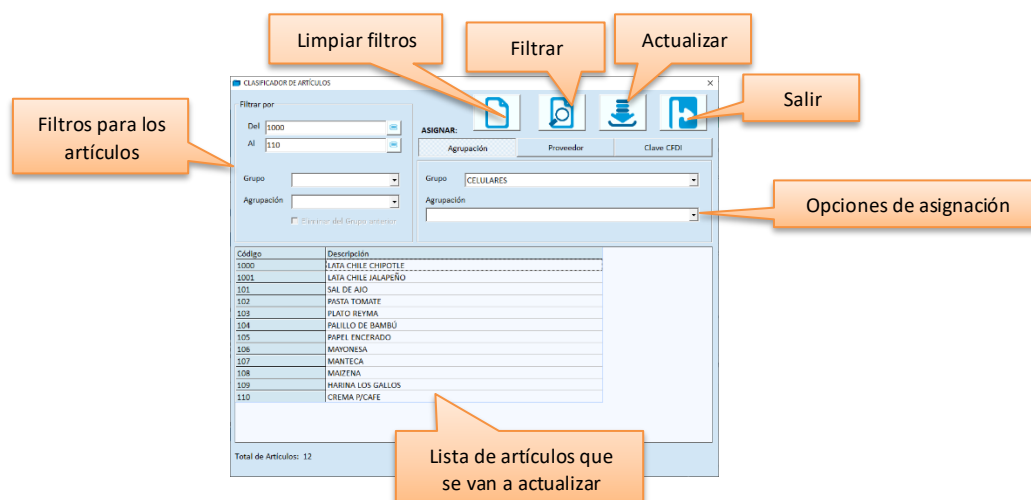 Limpiar filtros
Filtrar
Actualizar
Salir
Filtros para los
artículos
Opciones de asignación
Lista de artículos que
se van a actualizar
CLASIFICADOR DE ARTÍCULOS
Filtrar por
Del 1000
Al 110
Grupo
Agrupación
Eliminar del Grupo anterior
ASIGNAR:
Agrupación Proveedor Clave CFDI
Grupo CELULARES
Agrupación
Código Descripción
1000 LATA CHILE CHIPOTLE
1001 LATA CHILE JALAPEÑO
101 SAL DE AJO
102 PASTA TOMATE
103 PLATO REYMA
104 PALILLO DE BAMBÚ
105 PAPEL ENCERADO
106 MAYONESA
107 MANTECA
108 MAIZENA
109 HARINA LOS GALLOS
110 CREMA P/CAFE
Total de Artículos: 12